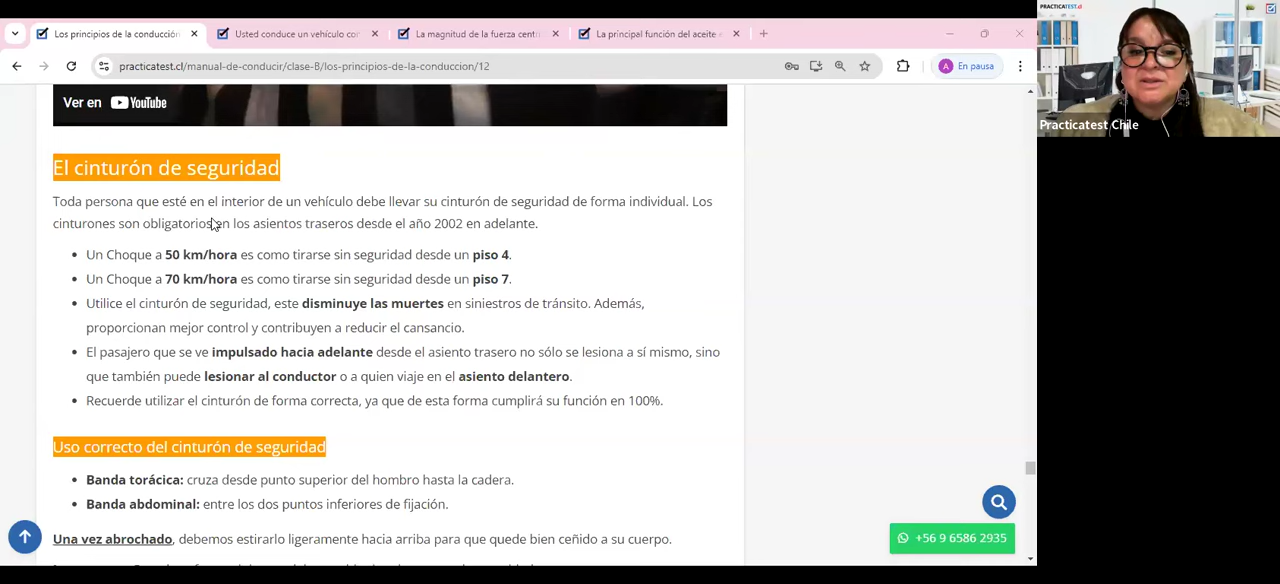 Los principios de la conducción
Usted conduce un vehículo con
La magnitud de la fuerza centr
La principal función del aceite
practicatest.cl/manual-de-conducir/clase-B/los-principios-de-la-conduccion/12
A En pausa
PRACTICATEST.cl
Practicatest Chile
Ver en YouTube
El cinturón de seguridad
Toda persona que esté en el interior de un vehículo debe llevar su cinturón de seguridad de forma individual. Los
cinturones son obligatorios en los asientos traseros desde el año 2002 en adelante.
Un Choque a 50 km/hora es como tirarse sin seguridad desde un piso 4.
Un Choque a 70 km/hora es como tirarse sin seguridad desde un piso 7.
Utilice el cinturón de seguridad, este disminuye las muertes en siniestros de tránsito. Además,
proporcionan mejor control y contribuyen a reducir el cansancio.
El pasajero que se ve impulsado hacia adelante desde el asiento trasero no sólo se lesiona a sí mismo, sino
que también puede lesionar al conductor o a quien viaje en el asiento delantero.
Recuerde utilizar el cinturón de forma correcta, ya que de esta forma cumplirá su función en 100%.
Uso correcto del cinturón de seguridad
Banda torácica: cruza desde punto superior del hombro hasta la cadera.
Banda abdominal: entre los dos puntos inferiores de fijación.
Una vez abrochado, debemos estirarlo ligeramente hacia arriba para que quede bien ceñido a su cuerpo.
+56 9 6586 2935